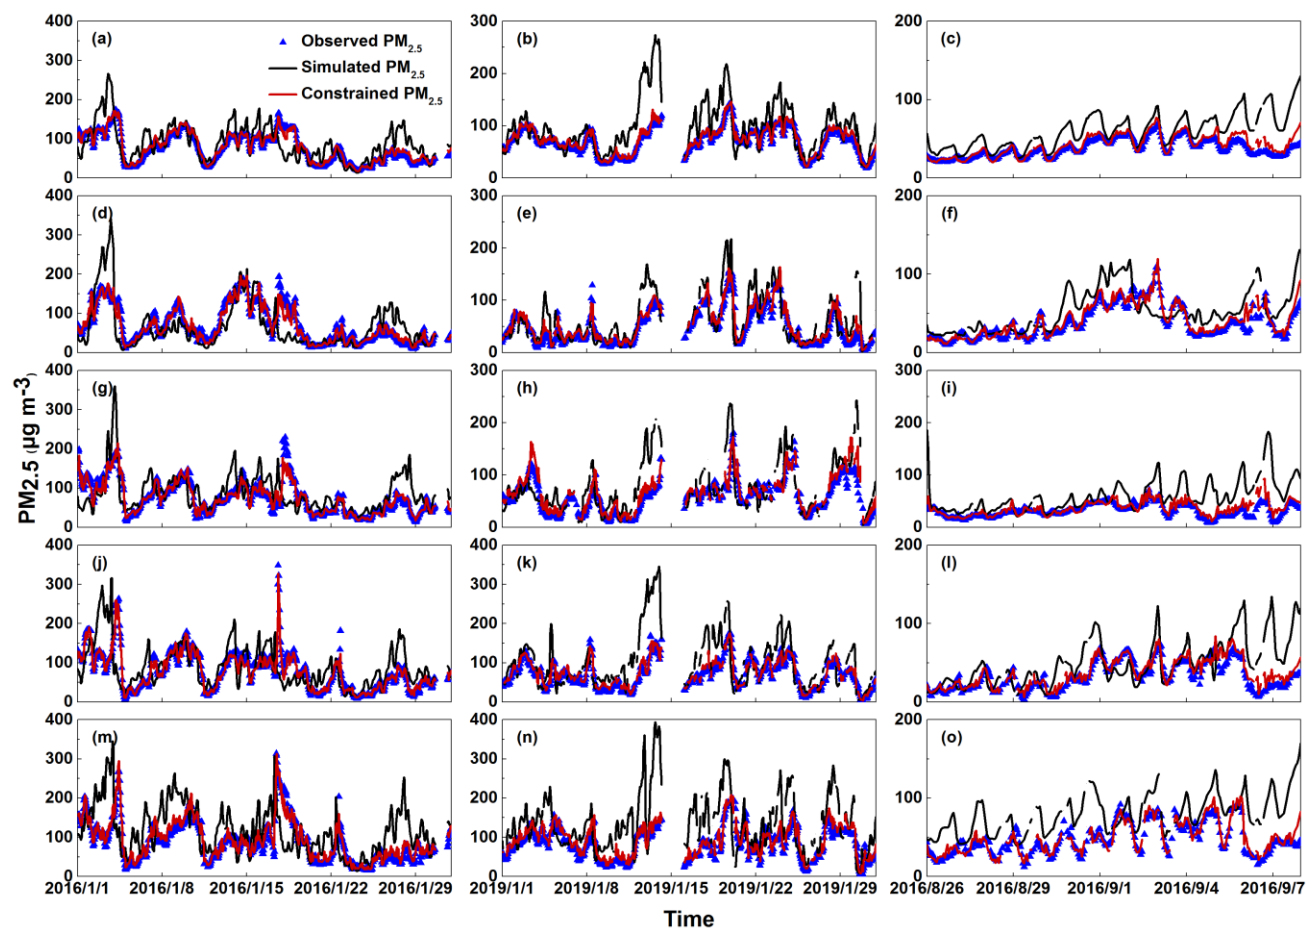 400
(a)
Observed PM2.5
Simulated PM2.5
Constrained PM2.5
300
200
100
0
300
(b)
200
100
0
200
(c)
100
0
400
(d)
300
200
100
0
300
(e)
200
100
0
200
(f)
100
0
400
(g)
300
200
100
0
300
(h)
200
100
0
300
(i)
200
100
0
400
(j)
300
200
100
0
400
(k)
300
200
100
0
200
(l)
100
0
400
(m)
300
200
100
0
400
(n)
300
200
100
0
200
(o)
100
0
PM2.5 (µg m-3)
2016/1/1 2016/1/8 2016/1/15 2016/1/22 2016/1/29
2019/1/1 2019/1/8 2019/1/15 2019/1/22 2019/1/29
2016/8/26 2016/8/29 2016/9/1 2016/9/4 2016/9/7
Time